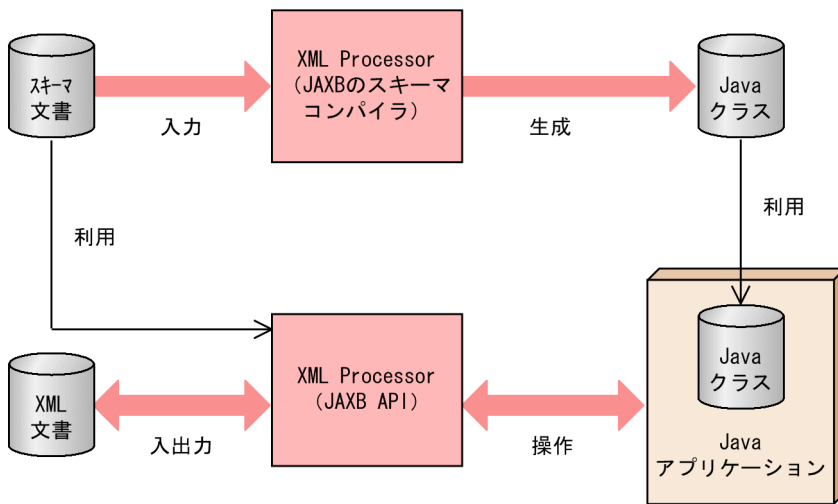 スキーマ
文書
入力
XML Processor
（JAXBのスキーマ
コンパイラ）
生成
Java
クラス
利用
利用
XML
文書
入出力
XML Processor
（JAXB API）
操作
Java
クラス
Java
アプリケーション